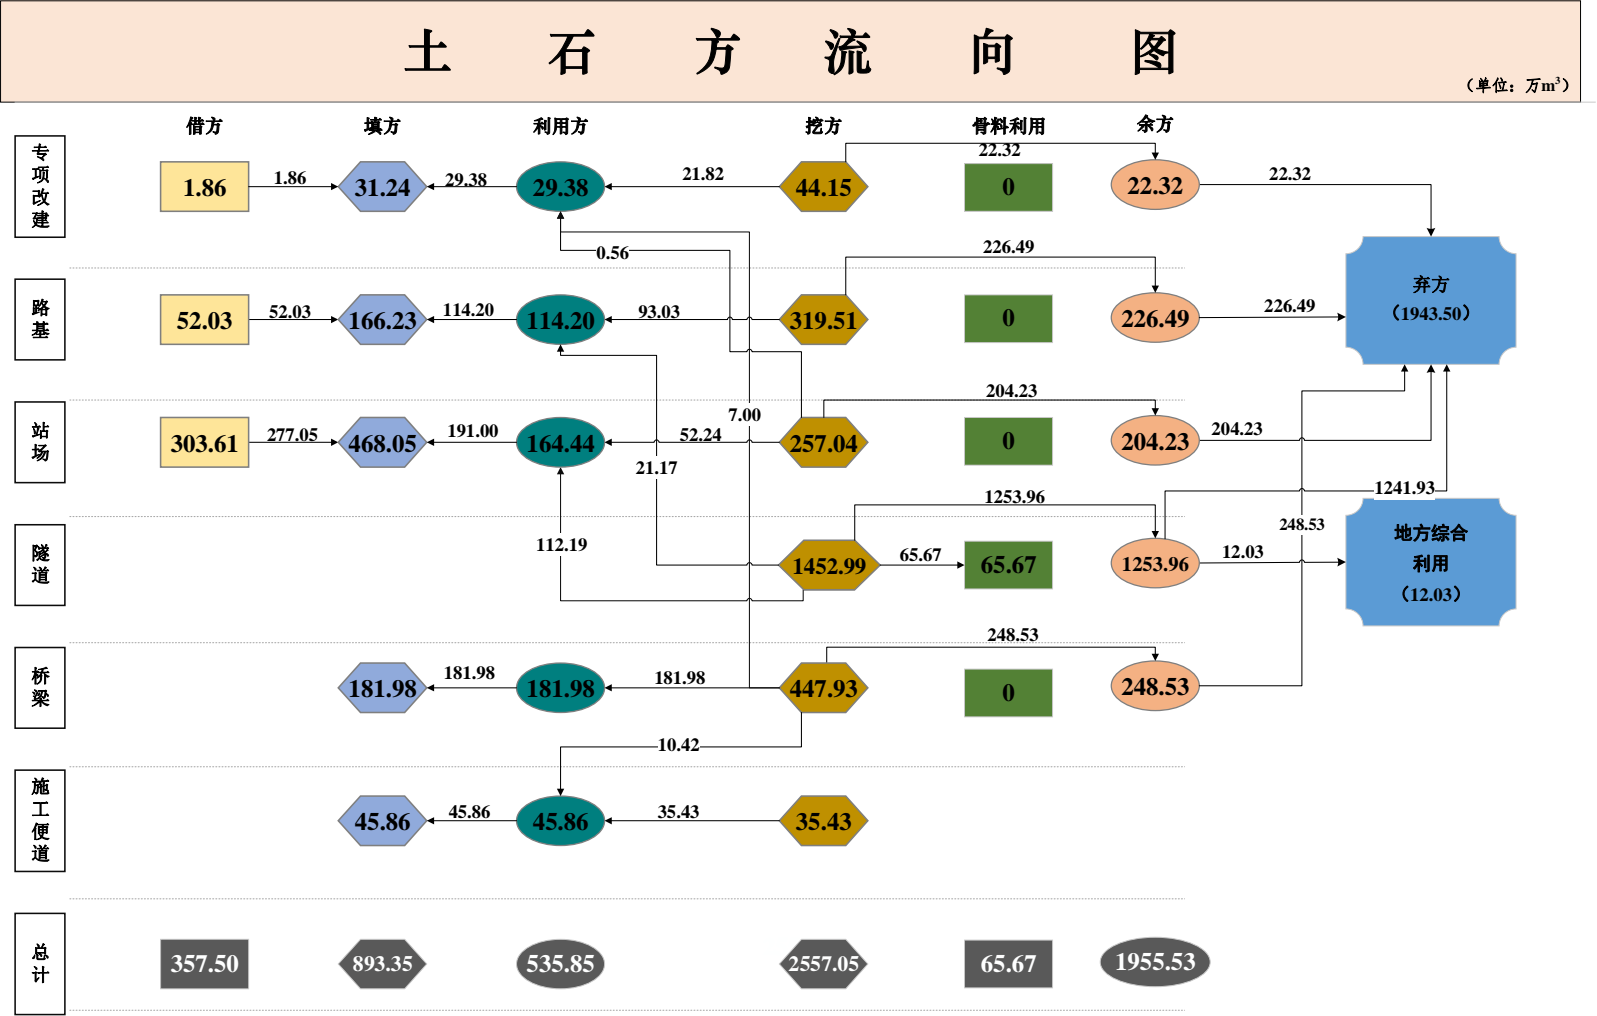 土石方流向图
（单位：万m³）
借方 填方 利用方 挖方 骨料利用 余方
专项改建
1.86 1.86 31.24 29.38 29.38 21.82 44.15 22.32 0 22.32 22.32
0.56
弃方
（1943.50）
路基
52.03 52.03 166.23 114.20 114.20 93.03 319.51 226.49 0 226.49 226.49
站场
303.61 277.05 468.05 191.00 164.44 52.24 7.00 257.04 204.23 0 204.23 204.23
21.17
隧道
112.19 1452.99 1253.96 65.67 65.67 1253.96 1241.93 12.03 248.53
地方综合
利用
（12.03）
桥梁
181.98 181.98 181.98 181.98 447.93 248.53 0 248.53
10.42
施工便道
45.86 45.86 45.86 35.43 35.43
总计
357.50 893.35 535.85 2557.05 65.67 1955.53